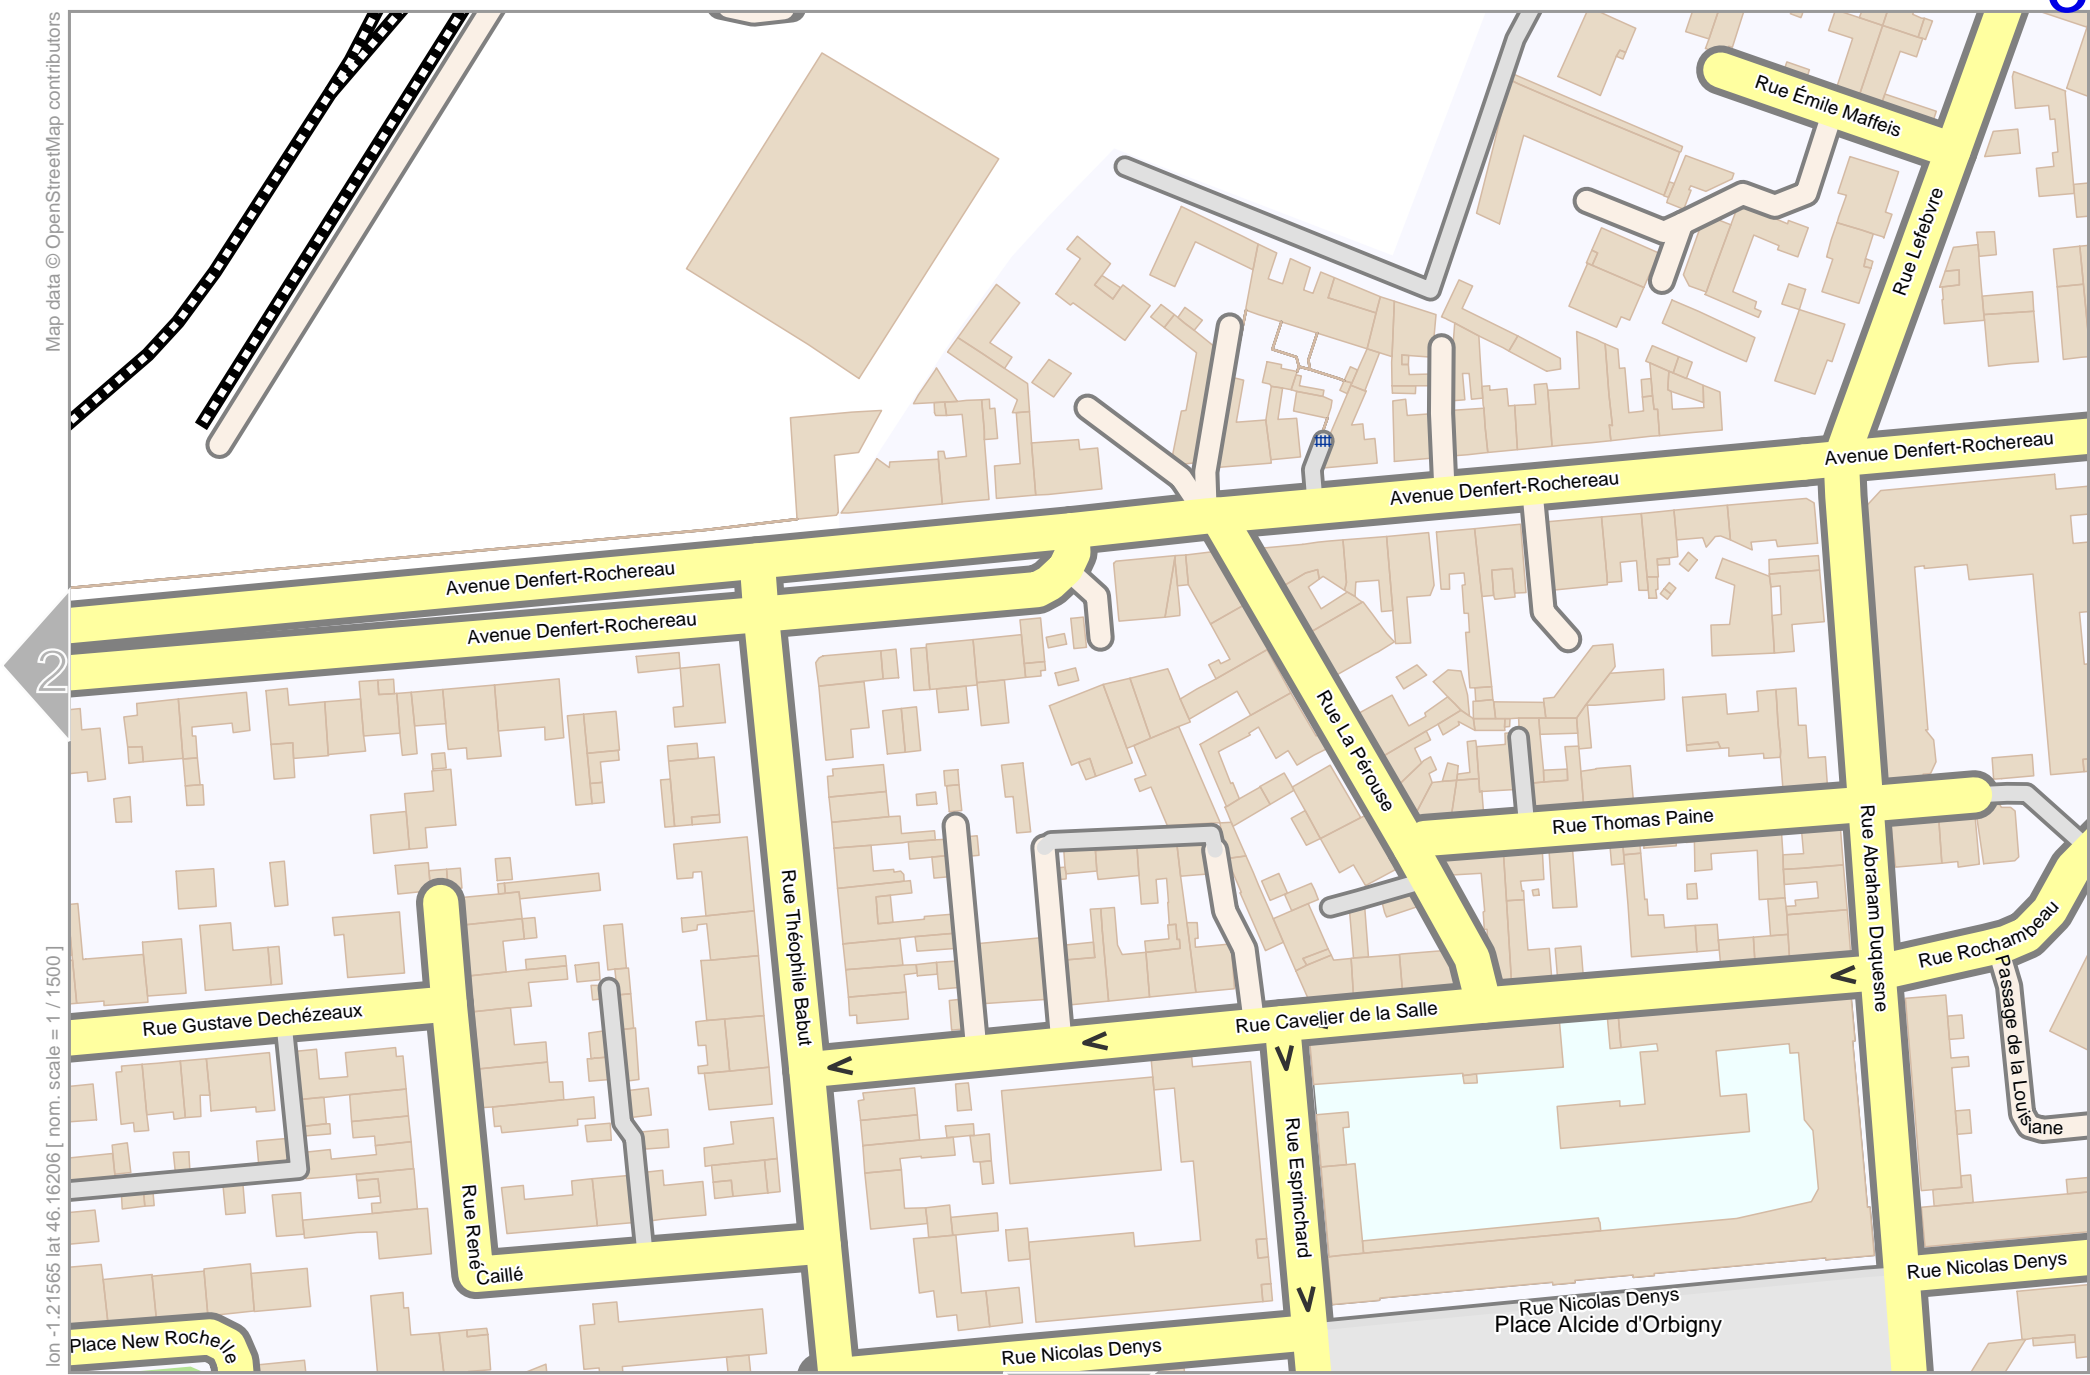 Map data © OpenStreetMap contributors
Rue Émile Maffeis
Rue Lefebvre
Avenue Denfert-Rochereau
Avenue Denfert-Rochereau
Avenue Denfert-Rochereau
Avenue Denfert-Rochereau
2
Rue La Pérouse
Rue Thomas Paine
Rue Abraham Duquesne
Rue Théophile Babut
Rue Rochambeau
Passage de la Louisiane
Rue Gustave Dechézeaux
Rue Cavelier de la Salle
Rue Esprinchard
Rue René Caillé
Rue Nicolas Denys
Rue Nicolas Denys
Place Alcide d'Orbigny
Place New Rochelle
Rue Nicolas Denys
lon -1.21565 lat 46.16206 [ nom. scale = 1 / 1500 ]